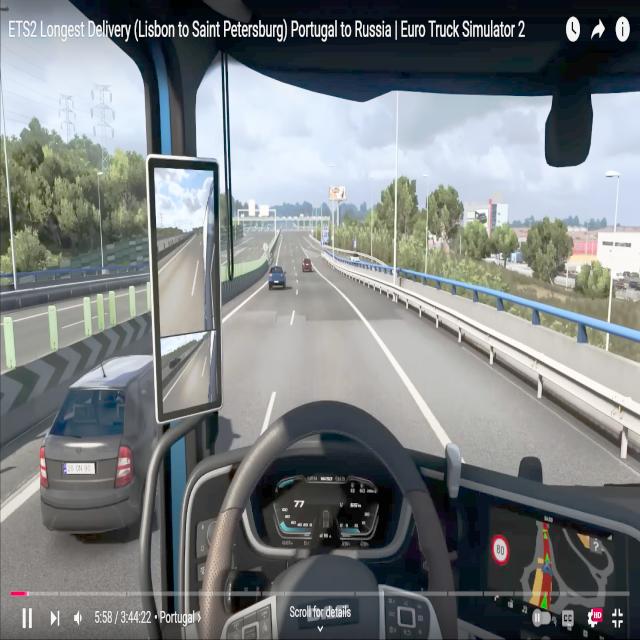 ETS2 Longest Delivery (Lisbon to Saint Petersburg) Portugal to Russia | Euro Truck Simulator 2
77
80
Scroll for details
5:58 / 3:44:22 • Portugal
HD